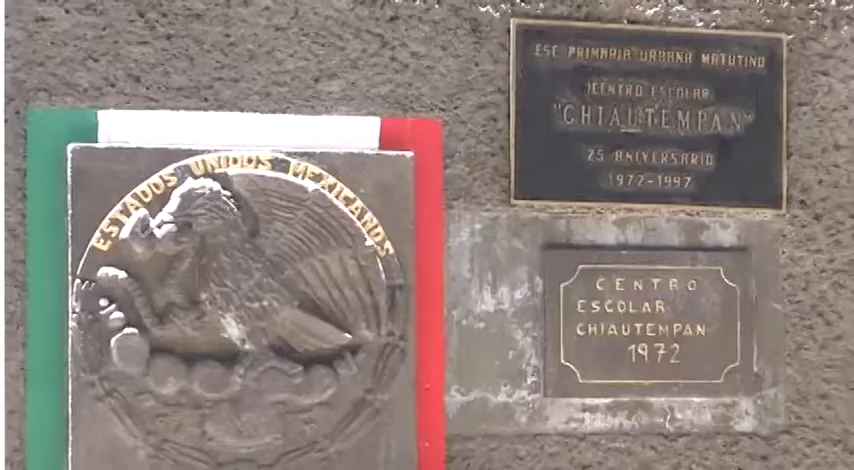 ESTADOS UNIDOS MEXICANOS
ESC PRIMARIA URBANA MATUTINO
CENTRO ESCOLAR
"CHIAUTEMPAN"
25 ANIVERSARIO
1972-1997
CENTRO
ESCOLAR
CHIAUTEMPAN
1972